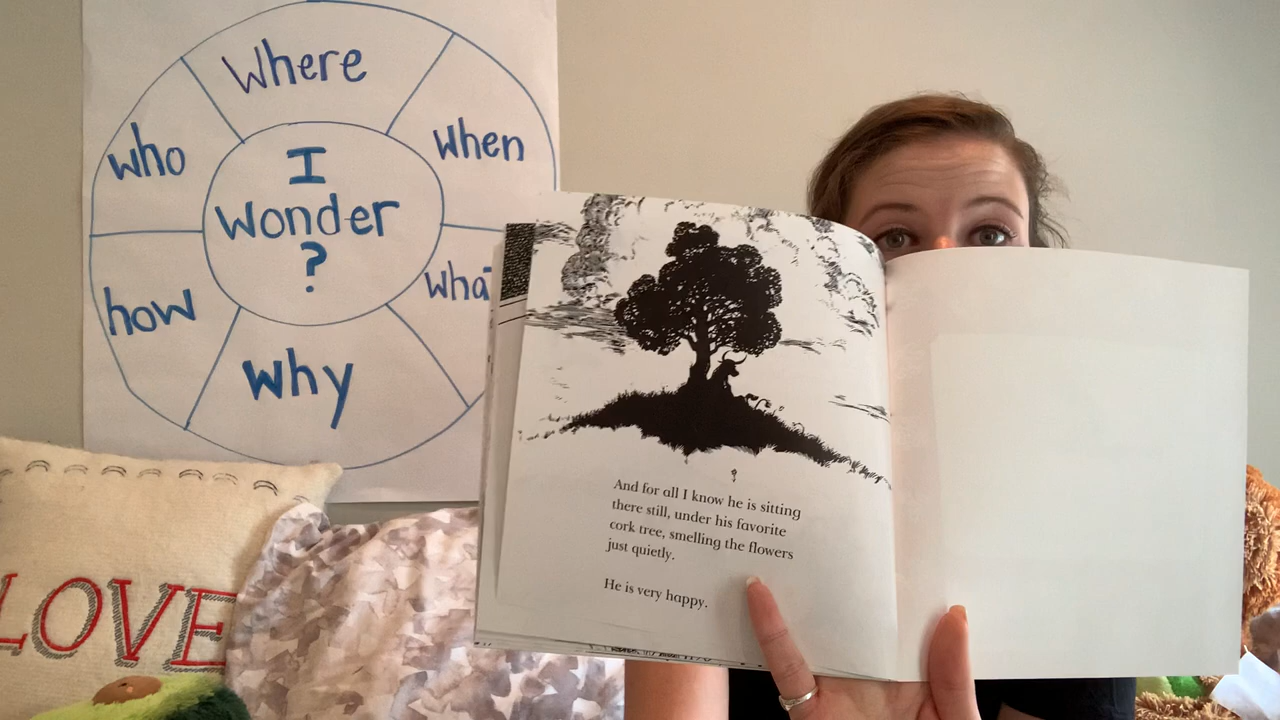 Where
who
When
I
Wonder
?
how
Why
LOVE
And for all I know he is sitting
there still, under his favorite
cork tree, smelling the flowers
just quietly.
He is very happy.